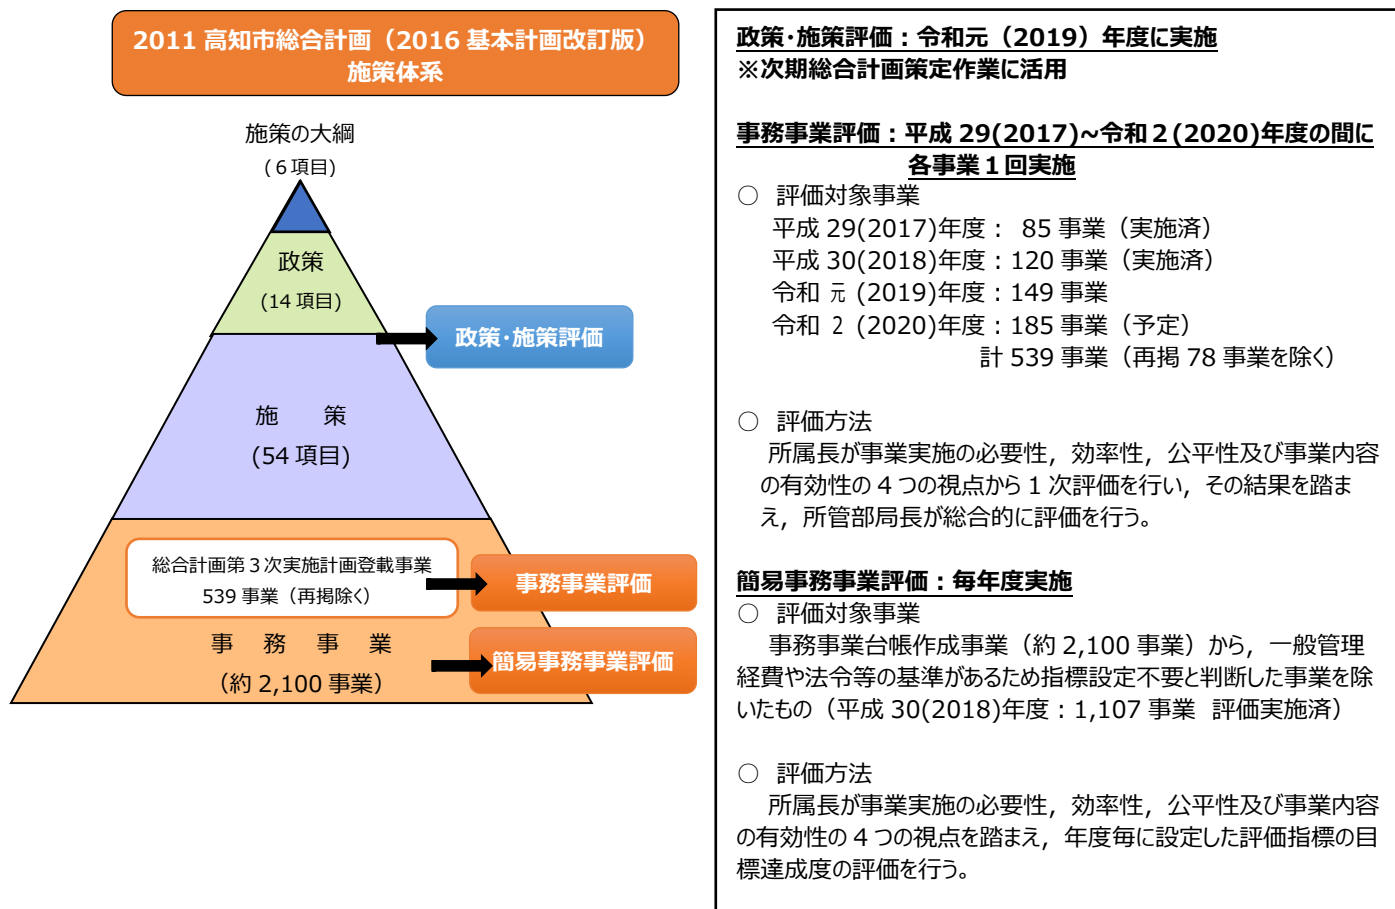 2011 高知市総合計画（2016 基本計画改訂版）
施策体系
施策の大綱
(６項目)
政策
(14 項目)
政策・施策評価
施　　策
(54 項目)
総合計画第３次実施計画登載事業
539 事業（再掲除く）
事務事業評価
事　務　事　業
（約 2,100 事業）
簡易事務事業評価
政策・施策評価：令和元（2019）年度に実施
※次期総合計画策定作業に活用
事務事業評価：平成 29(2017)~令和２(2020)年度の間に
各事業１回実施
○　評価対象事業
平成 29(2017)年度： 85 事業（実施済）
平成 30(2018)年度：120 事業（実施済）
令和 元 (2019)年度：149 事業
令和 ２ (2020)年度：185 事業（予定）
計 539 事業（再掲 78 事業を除く）
○　評価方法
所属長が事業実施の必要性，効率性，公平性及び事業内容
の有効性の４つの視点から１次評価を行い，その結果を踏ま
え，所管部局長が総合的に評価を行う。
簡易事務事業評価：毎年度実施
○　評価対象事業
事務事業台帳作成事業（約 2,100 事業）から，一般管理
経費や法令等の基準があるため指標設定不要と判断した事業を除
いたもの（平成 30(2018)年度：1,107 事業 評価実施済）
○　評価方法
所属長が事業実施の必要性，効率性，公平性及び事業内容
の有効性の４つの視点を踏まえ，年度毎に設定した評価指標の目
標達成度の評価を行う。